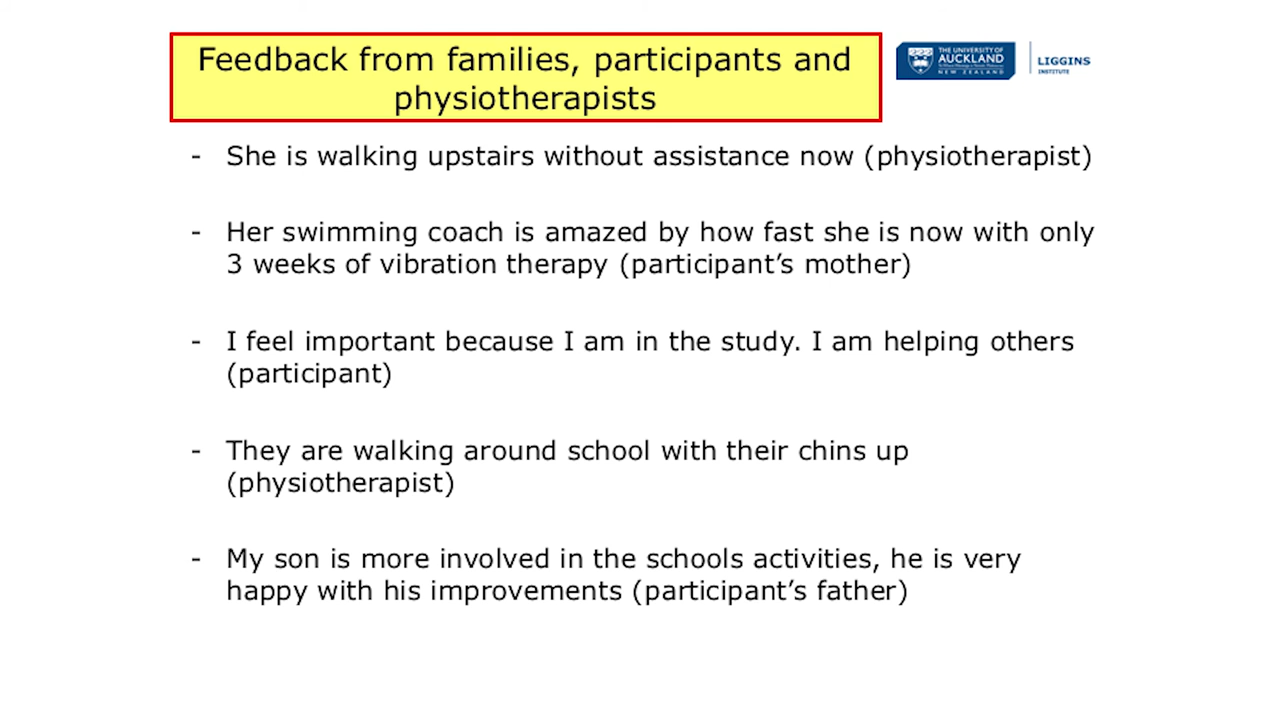 Feedback from families, participants and
physiotherapists
THE UNIVERSITY OF
AUCKLAND
NEW ZEALAND
LIGGINS
INSTITUTE
- She is walking upstairs without assistance now (physiotherapist)
- Her swimming coach is amazed by how fast she is now with only
3 weeks of vibration therapy (participant’s mother)
- I feel important because I am in the study. I am helping others
(participant)
- They are walking around school with their chins up
(physiotherapist)
- My son is more involved in the schools activities, he is very
happy with his improvements (participant’s father)